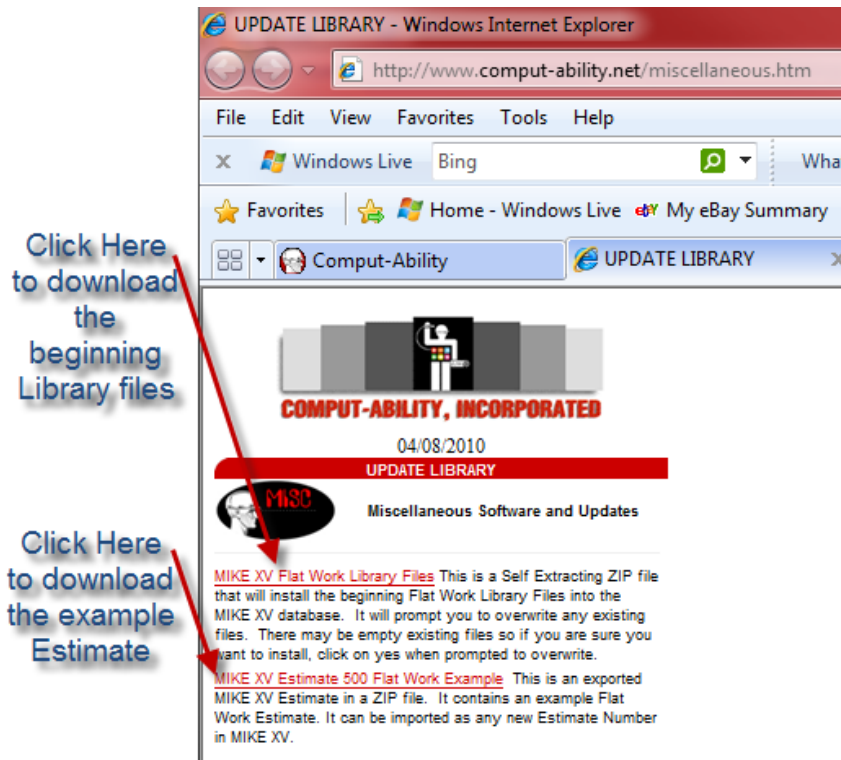 UPDATE LIBRARY - Windows Internet Explorer
http://www.comput-ability.net/miscellaneous.htm
File Edit View Favorites Tools Help
x Windows Live Bing Wha
Favorites Home - Windows Live ebY My eBay Summary
Comput-Ability UPDATE LIBRARY x
Click Here
to download
the
beginning
Library files
COMPUT-ABILITY, INCORPORATED
04/08/2010
UPDATE LIBRARY
MISC
Miscellaneous Software and Updates
Click Here
to download
the example
Estimate
MIKE XV Flat Work Library Files This is a Self Extracting ZIP file
that will install the beginning Flat Work Library Files into the
MIKE XV database. It will prompt you to overwrite any existing
files. There may be empty existing files so if you are sure you
want to install, click on yes when prompted to overwrite.
MIKE XV Estimate 500 Flat Work Example This is an exported
MIKE XV Estimate in a ZIP file. It contains an example Flat
Work Estimate. It can be imported as any new Estimate Number
in MIKE XV.